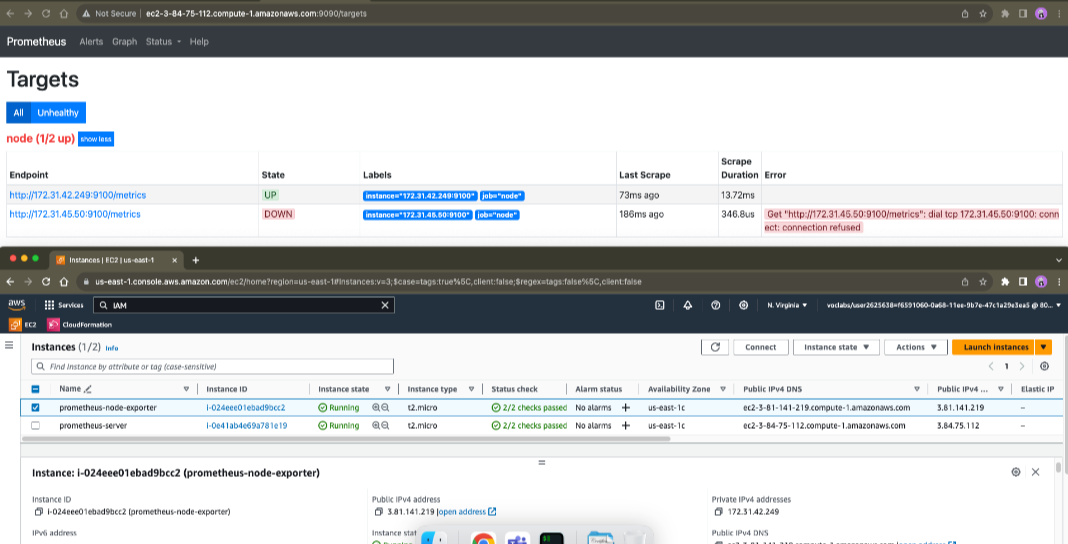 Not Secure | ec2-3-84-75-112.compute-1.amazonaws.com:9090/targets
Prometheus Alerts Graph Status Help
Targets
All Unhealthy
node (1/2 up) show less
Endpoint State Labels Last Scrape Scrape Duration Error
http://172.31.42.249:9100/metrics UP instance="172.31.42.249:9100" job="node" 73ms ago 13.72ms
http://172.31.45.50:9100/metrics DOWN instance="172.31.45.50:9100" job="node" 186ms ago 346.8us Get "http://172.31.45.50:9100/metrics": dial tcp 172.31.45.50:9100: conn
ect: connection refused
Instances | EC2 | us-east-1
us-east-1.console.aws.amazon.com/ec2/home?region=us-east-1#Instances:v=3;$case=tags:true%5C,client:false;$regex=tags:false%5C,client:false
aws Services IAM N. Virginia voclabs/user2625638=f6591060-0a68-11ee-9b7e-47c1a29e3ea5 @ 80...
EC2 CloudFormation
Instances (1/2) Info Connect Instance state Actions Launch instances
Find instance by attribute or tag (case-sensitive) 1
Name Instance ID Instance state Instance type Status check Alarm status Availability Zone Public IPv4 DNS Public IPv4 ... Elastic IP
prometheus-node-exporter i-024eee01ebad9bcc2 Running t2.micro 2/2 checks passed No alarms + us-east-1c ec2-3-81-141-219.compute-1.amazonaws.com 3.81.141.219 –
prometheus-server i-0e41ab4e69a781e19 Running t2.micro 2/2 checks passed No alarms + us-east-1c ec2-3-84-75-112.compute-1.amazonaws.com 3.84.75.112 –
Instance: i-024eee01ebad9bcc2 (prometheus-node-exporter)
Instance ID Public IPv4 address Private IPv4 addresses
i-024eee01ebad9bcc2 (prometheus-node-exporter) 3.81.141.219 |open address 172.31.42.249
IPv6 address Instance stat Public IPv4 DNS